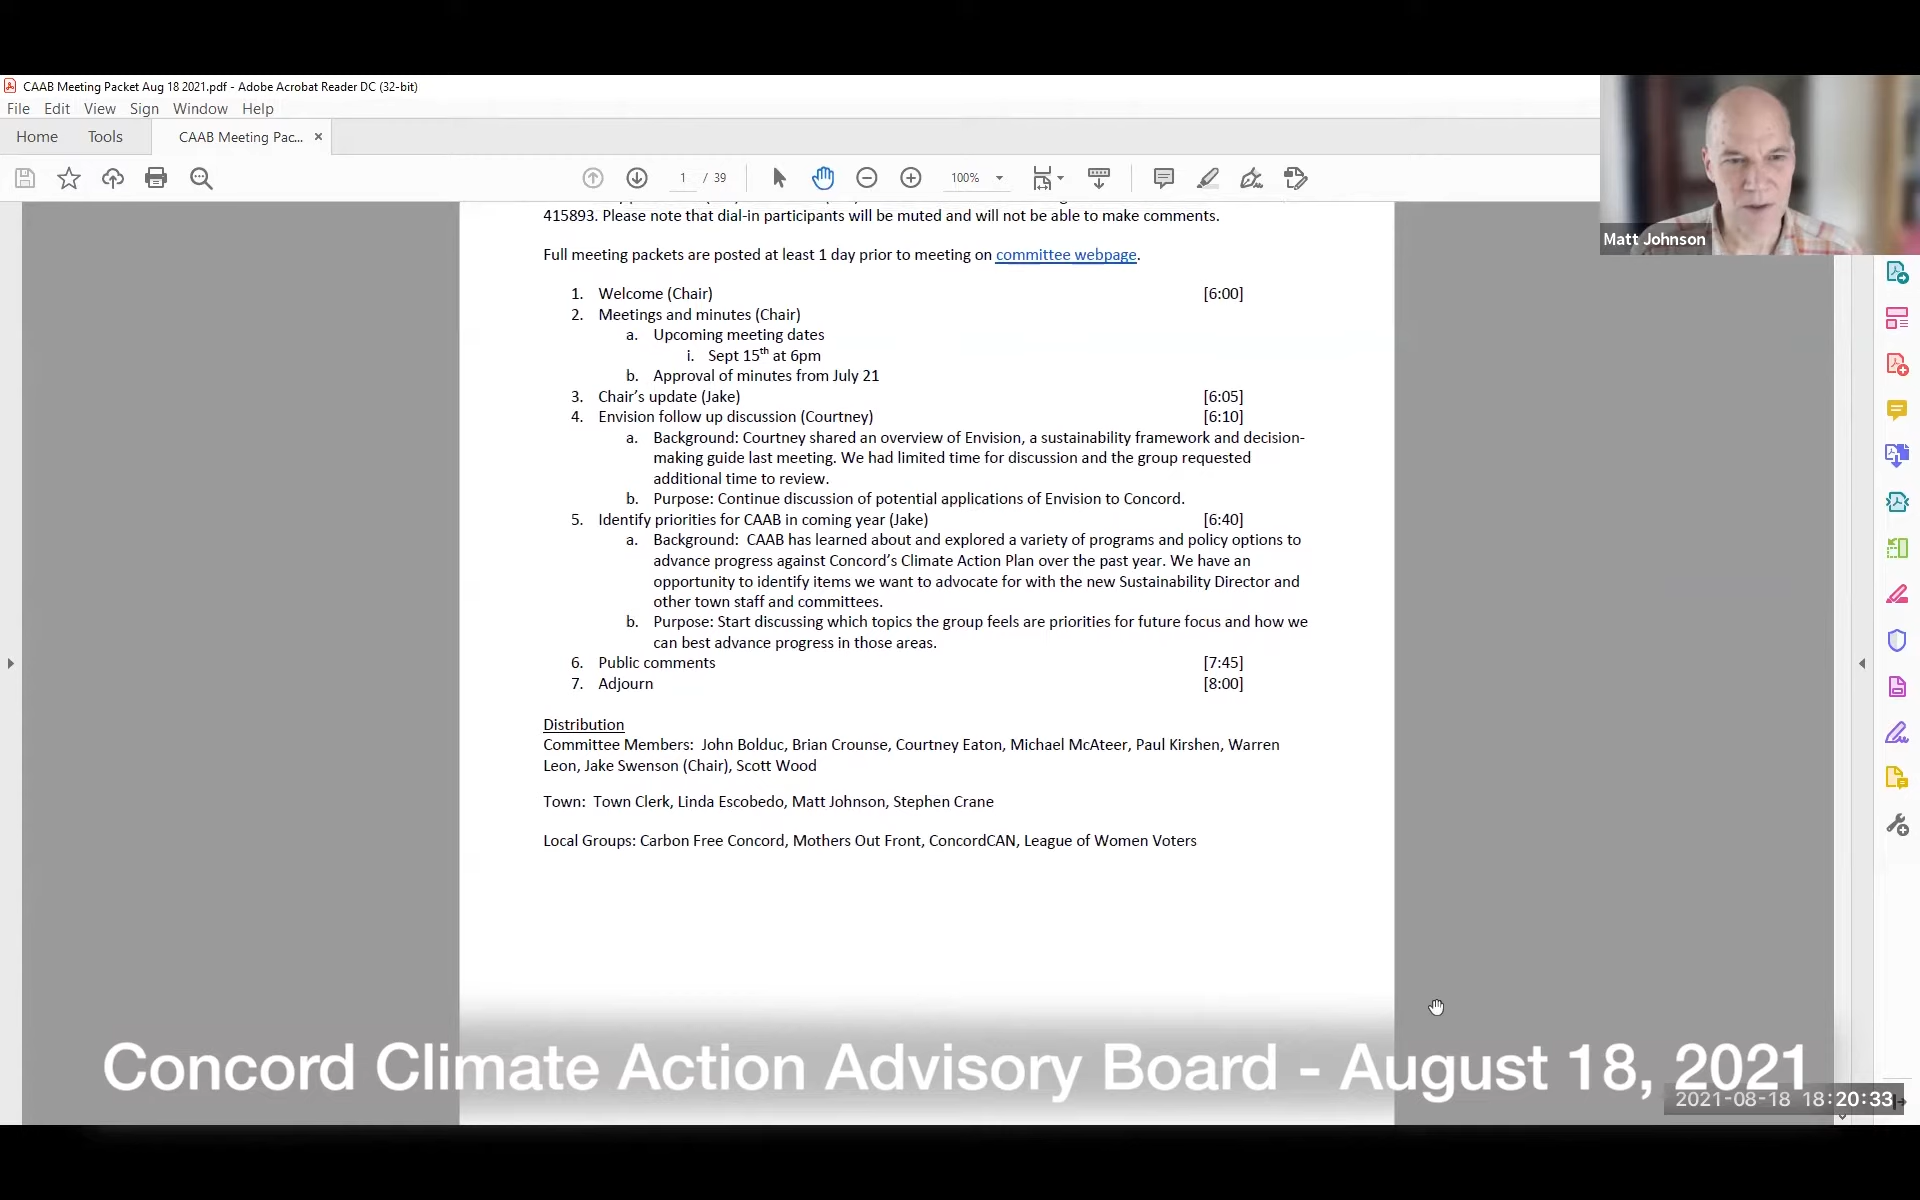 CAAB Meeting Packet Aug 18 2021.pdf - Adobe Acrobat Reader DC (32-bit)
File Edit View Sign Window Help
Home Tools CAAB Meeting Pac... ×
1 / 39 100%
Matt Johnson
415893. Please note that dial-in participants will be muted and will not be able to make comments.
Full meeting packets are posted at least 1 day prior to meeting on committee webpage.
1. Welcome (Chair) [6:00]
2. Meetings and minutes (Chair)
a. Upcoming meeting dates
i. Sept 15th at 6pm
b. Approval of minutes from July 21
3. Chair’s update (Jake) [6:05]
4. Envision follow up discussion (Courtney) [6:10]
a. Background: Courtney shared an overview of Envision, a sustainability framework and decision-
making guide last meeting. We had limited time for discussion and the group requested
additional time to review.
b. Purpose: Continue discussion of potential applications of Envision to Concord.
5. Identify priorities for CAAB in coming year (Jake) [6:40]
a. Background: CAAB has learned about and explored a variety of programs and policy options to
advance progress against Concord’s Climate Action Plan over the past year. We have an
opportunity to identify items we want to advocate for with the new Sustainability Director and
other town staff and committees.
b. Purpose: Start discussing which topics the group feels are priorities for future focus and how we
can best advance progress in those areas.
6. Public comments [7:45]
7. Adjourn [8:00]
Distribution
Committee Members: John Bolduc, Brian Crounse, Courtney Eaton, Michael McAteer, Paul Kirshen, Warren
Leon, Jake Swenson (Chair), Scott Wood
Town: Town Clerk, Linda Escobedo, Matt Johnson, Stephen Crane
Local Groups: Carbon Free Concord, Mothers Out Front, ConcordCAN, League of Women Voters
Concord Climate Action Advisory Board - August 18, 2021
2021-08-18 18:20:33